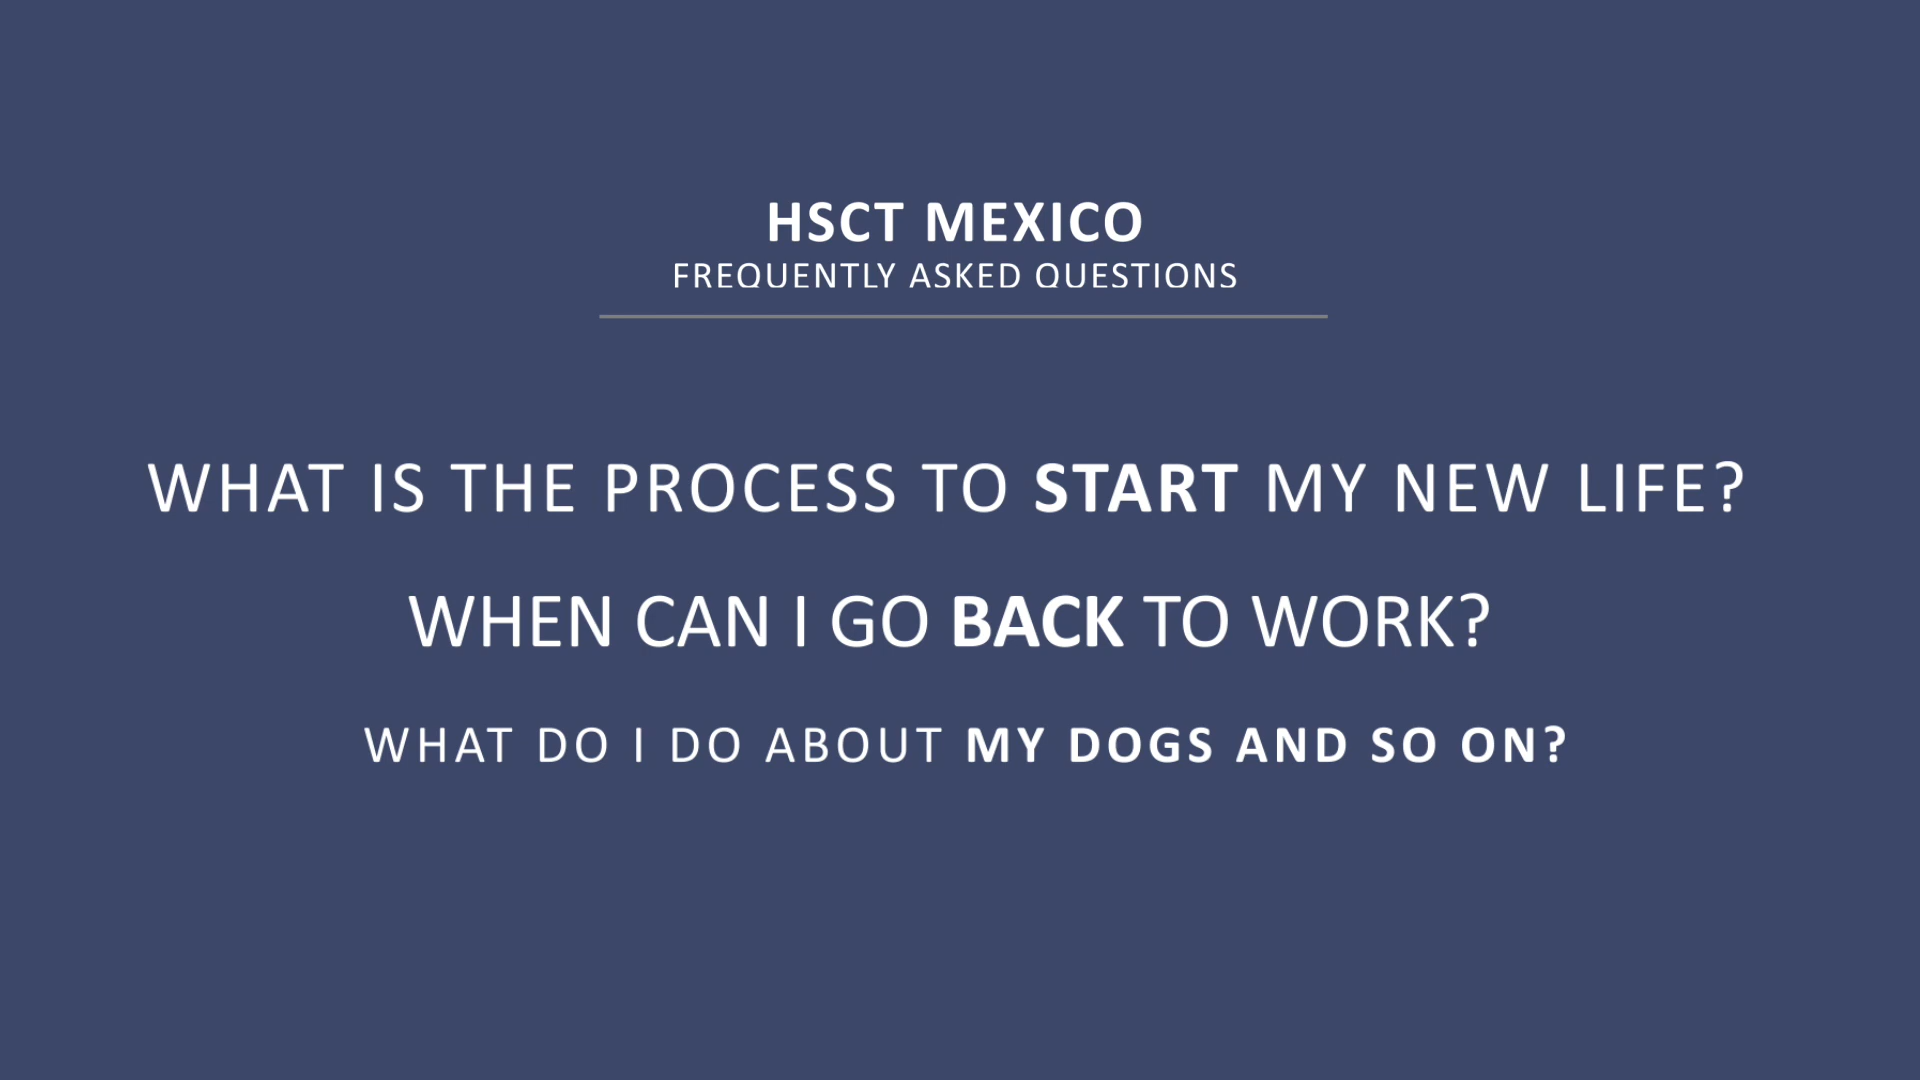 HSCT MEXICO
FREQUENTLY ASKED QUESTIONS
WHAT IS THE PROCESS TO START MY NEW LIFE?
WHEN CAN I GO BACK TO WORK?
WHAT DO I DO ABOUT MY DOGS AND SO ON?